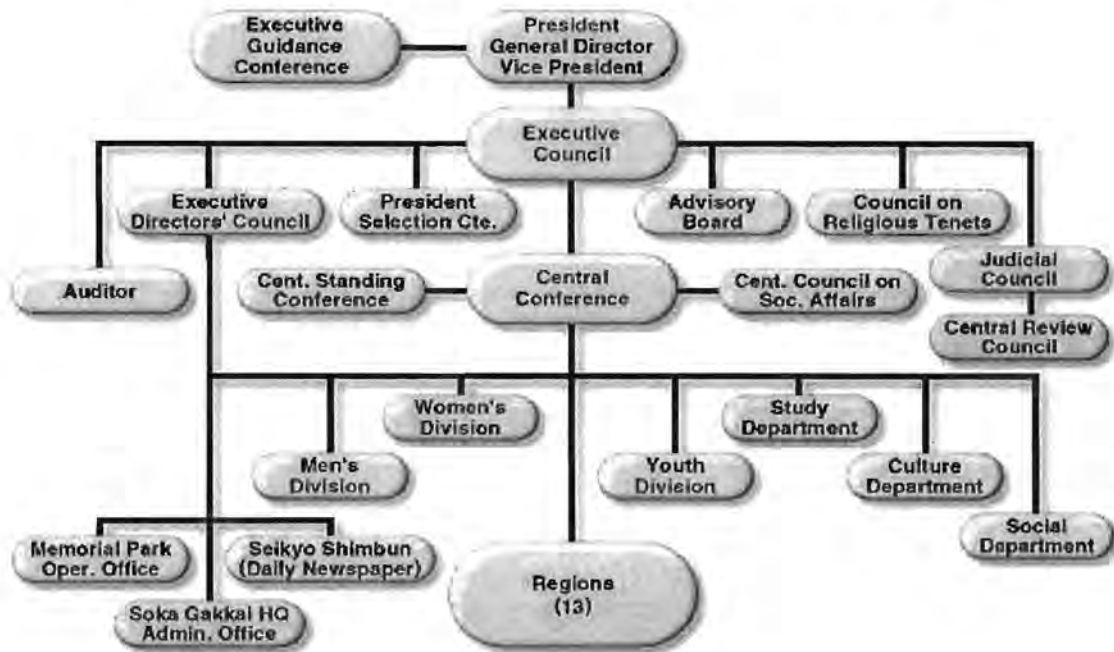 Executive
Guidance
Conference
President
General Director
Vice President
Executive
Council
Executive
Directors' Council
President
Selection Cte.
Advisory
Board
Council on
Religious Tenets
Auditor
Cent. Standing
Conference
Central
Conference
Cent. Council on
Soc. Affairs
Judicial
Council
Central Review
Council
Women's
Division
Study
Department
Men's
Division
Youth
Division
Culture
Department
Memorial Park
Oper. Office
Seikyo Shimbun
(Daily Newspaper)
Social
Department
Regions
(13)
Soka Gakkai HQ
Admin. Office